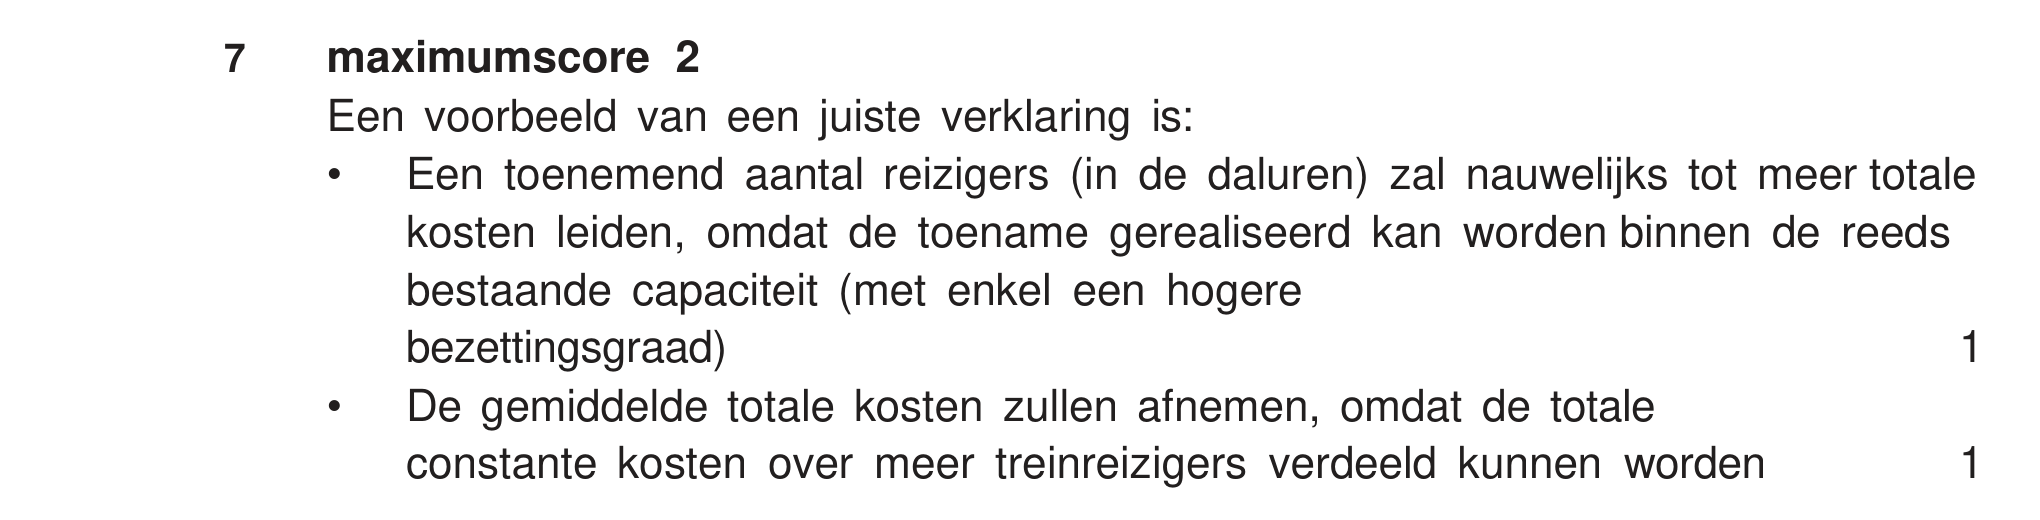 7 maximumscore 2
Een voorbeeld van een juiste verklaring is:
• Een toenemend aantal reizigers (in de daluren) zal nauwelijks tot meer totale
kosten leiden, omdat de toename gerealiseerd kan worden binnen de reeds
bestaande capaciteit (met enkel een hogere
bezettingsgraad) 1
• De gemiddelde totale kosten zullen afnemen, omdat de totale
constante kosten over meer treinreizigers verdeeld kunnen worden 1